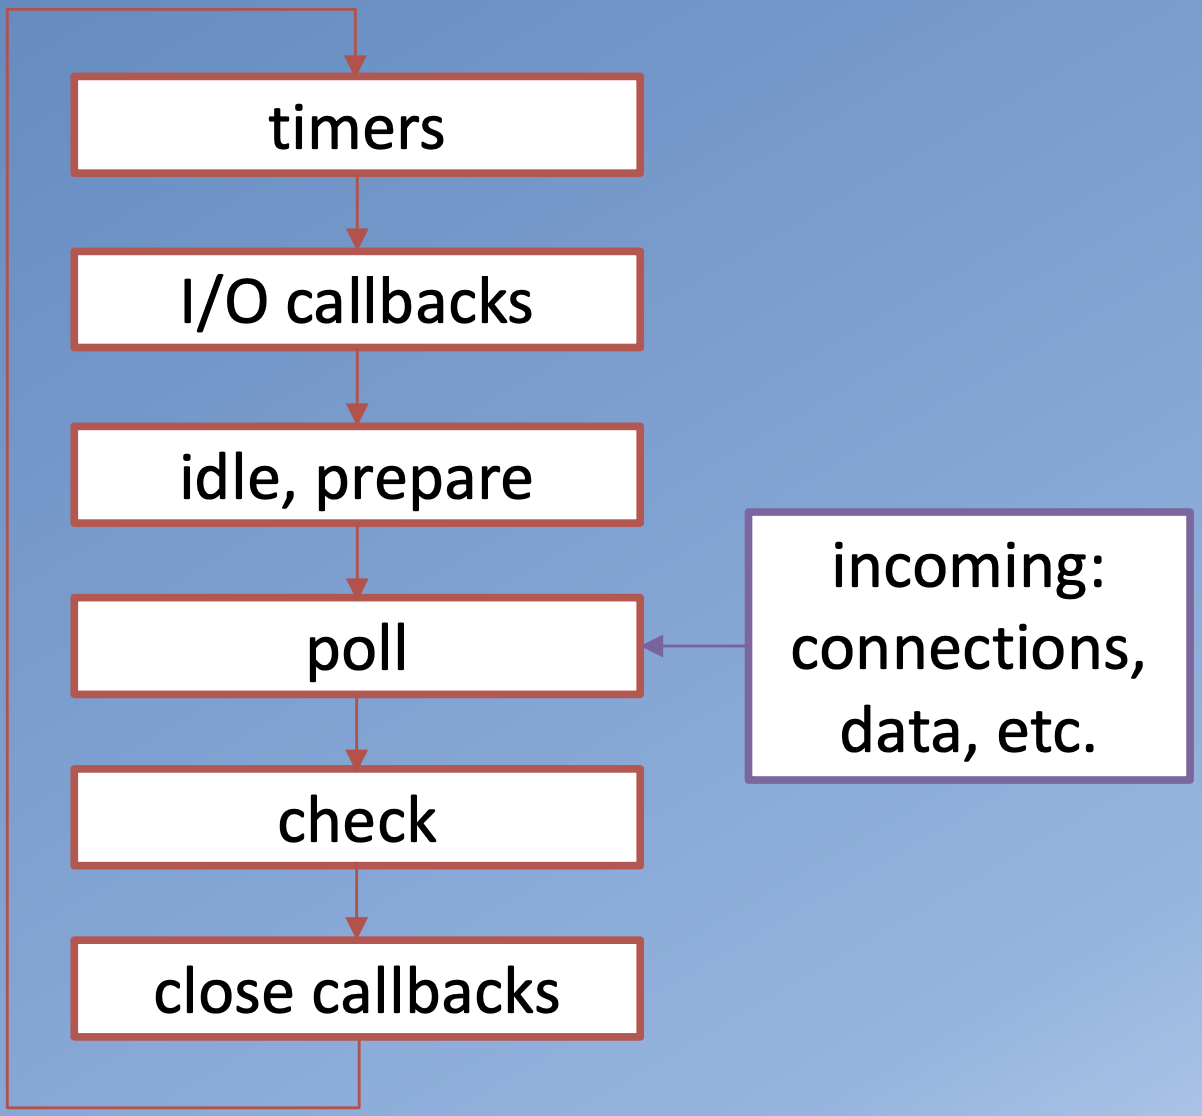 timers
I/O callbacks
idle, prepare
poll
incoming:
connections,
data, etc.
check
close callbacks